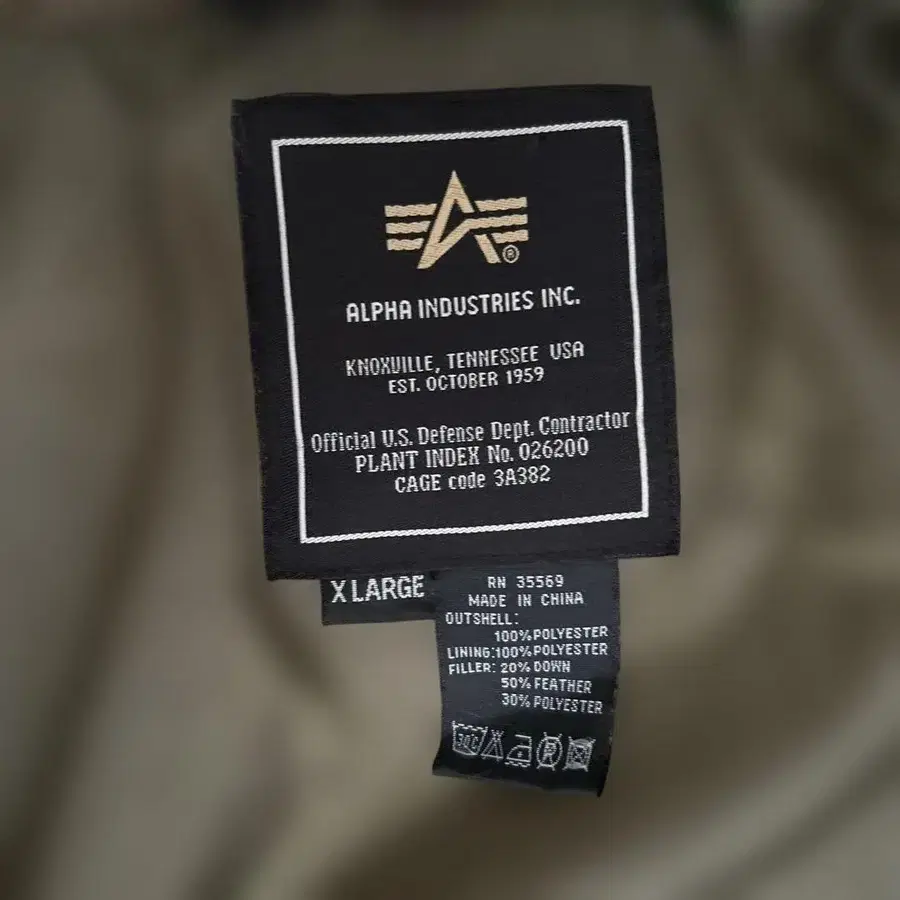 ®
ALPHA INDUSTRIES INC.
KNOXVILLE, TENNESSEE USA
EST. OCTOBER 1959
Official U.S. Defense Dept. Contractor
PLANT INDEX No. 026200
CAGE code 3A382
X LARGE
RN 35569
MADE IN CHINA
OUTSHELL:
100% POLYESTER
LINING:100% POLYESTER
FILLER: 20% DOWN
50% FEATHER
30% POLYESTER
30C P